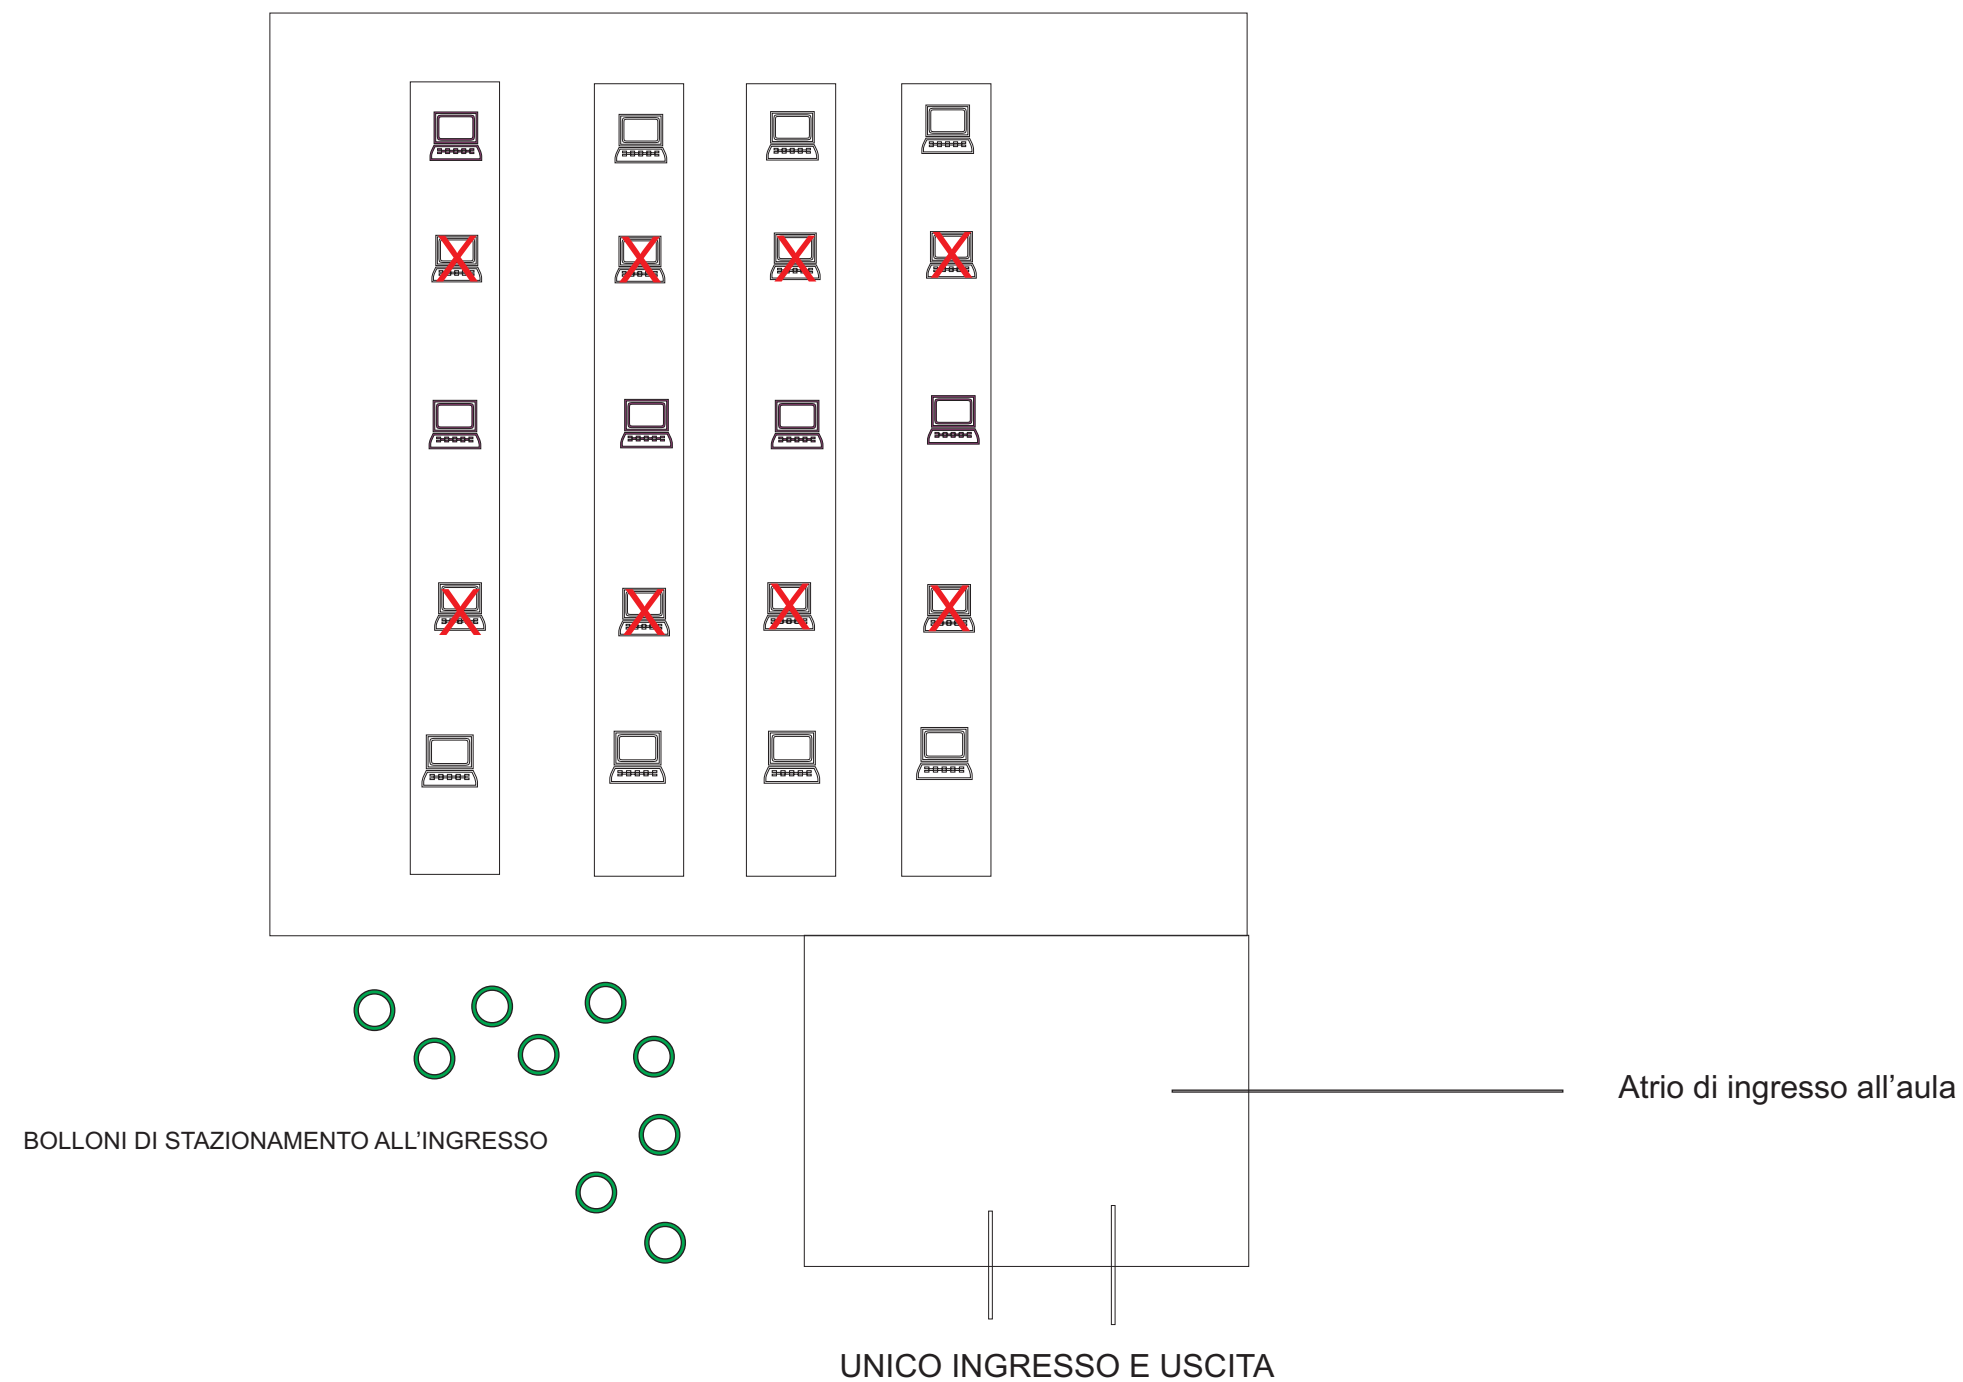 Atrio di ingresso all’aula
BOLLONI DI STAZIONAMENTO ALL’INGRESSO
UNICO INGRESSO E USCITA